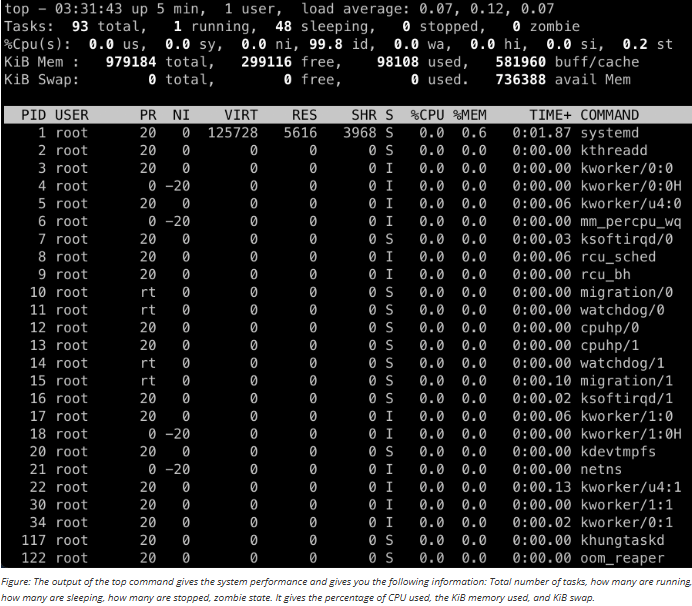 top - 03:31:43 up 5 min,  1 user,  load average: 0.07, 0.12, 0.07
Tasks:  93 total,   1 running,  48 sleeping,   0 stopped,   0 zombie
%Cpu(s):  0.0 us,  0.0 sy,  0.0 ni, 99.8 id,  0.0 wa,  0.0 hi,  0.0 si,  0.2 st
KiB Mem :   979184 total,   299116 free,    98108 used,   581960 buff/cache
KiB Swap:        0 total,        0 free,        0 used.   736388 avail Mem
PID USER      PR  NI    VIRT    RES    SHR S  %CPU %MEM     TIME+ COMMAND
1 root      20   0  125728   5616   3968 S   0.0  0.6   0:01.87 systemd
2 root      20   0       0      0      0 S   0.0  0.0   0:00.00 kthreadd
3 root      20   0       0      0      0 I   0.0  0.0   0:00.00 kworker/0:0
4 root       0 -20       0      0      0 I   0.0  0.0   0:00.00 kworker/0:0H
5 root      20   0       0      0      0 I   0.0  0.0   0:00.06 kworker/u4:0
6 root       0 -20       0      0      0 I   0.0  0.0   0:00.00 mm_percpu_wq
7 root      20   0       0      0      0 S   0.0  0.0   0:00.03 ksoftirqd/0
8 root      20   0       0      0      0 I   0.0  0.0   0:00.06 rcu_sched
9 root      20   0       0      0      0 I   0.0  0.0   0:00.00 rcu_bh
10 root      rt   0       0      0      0 S   0.0  0.0   0:00.00 migration/0
11 root      rt   0       0      0      0 S   0.0  0.0   0:00.00 watchdog/0
12 root      20   0       0      0      0 S   0.0  0.0   0:00.00 cpuhp/0
13 root      20   0       0      0      0 S   0.0  0.0   0:00.00 cpuhp/1
14 root      rt   0       0      0      0 S   0.0  0.0   0:00.00 watchdog/1
15 root      rt   0       0      0      0 S   0.0  0.0   0:00.10 migration/1
16 root      20   0       0      0      0 S   0.0  0.0   0:00.02 ksoftirqd/1
17 root      20   0       0      0      0 I   0.0  0.0   0:00.06 kworker/1:0
18 root       0 -20       0      0      0 I   0.0  0.0   0:00.00 kworker/1:0H
20 root      20   0       0      0      0 S   0.0  0.0   0:00.00 kdevtmpfs
21 root       0 -20       0      0      0 I   0.0  0.0   0:00.00 netns
22 root      20   0       0      0      0 I   0.0  0.0   0:00.13 kworker/u4:1
30 root      20   0       0      0      0 I   0.0  0.0   0:00.00 kworker/1:1
34 root      20   0       0      0      0 I   0.0  0.0   0:00.02 kworker/0:1
117 root      20   0       0      0      0 S   0.0  0.0   0:00.00 khungtaskd
122 root      20   0       0      0      0 S   0.0  0.0   0:00.00 oom_reaper
Figure: The output of the top command gives the system performance and gives you the following information: Total number of tasks, how many are running,
how many are sleeping, how many are stopped, zombie state. It gives the percentage of CPU used, the KiB memory used, and KiB swap.